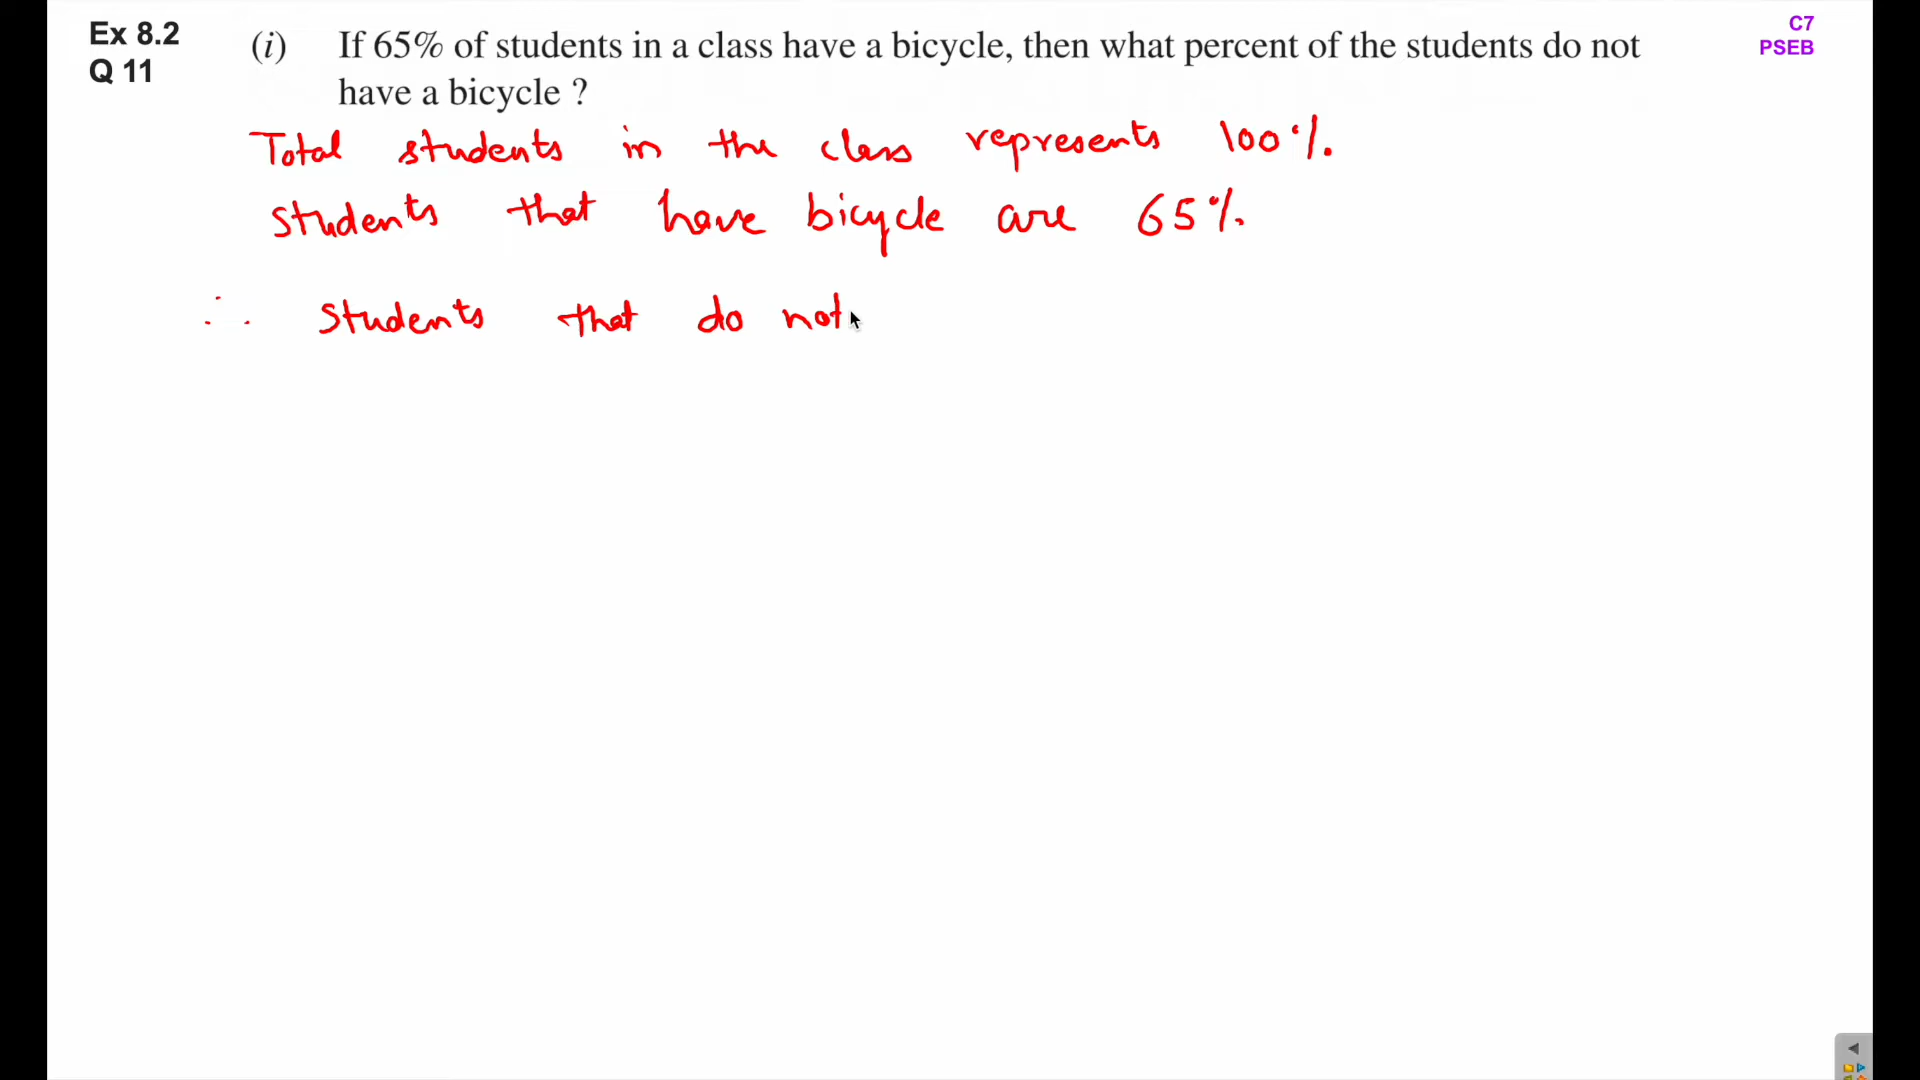 Ex 8.2
Q 11
(i) If 65% of students in a class have a bicycle, then what percent of the students do not
have a bicycle ?
C7
PSEB
Total students in the class represents 100%.
Students that have bicycle are 65%.
∴ Students that do not